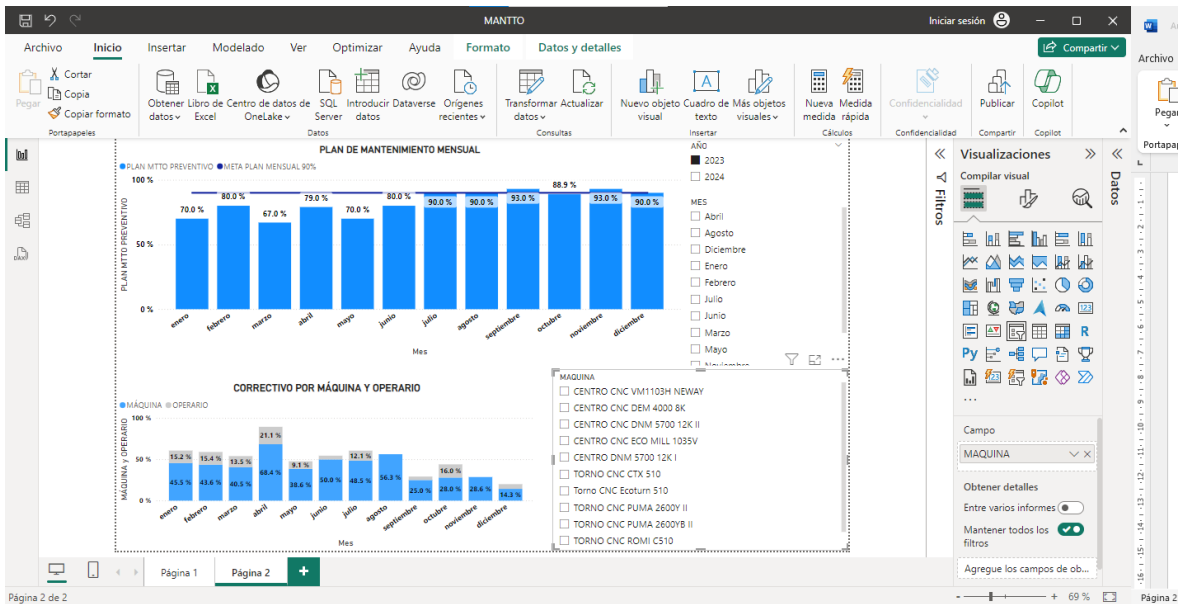 MANTTO
Iniciar sesión
Archivo Inicio Insertar Modelado Ver Optimizar Ayuda Formato Datos y detalles
Compartir
Pegar
Cortar
Copia
Copiar formato
Portapapeles
Obtener datos
Libro de Excel
Centro de datos de OneLake
SQL Server
Introducir datos
Dataverse
Orígenes recientes
Datos
Transformar datos
Actualizar
Consultas
Nuevo objeto visual
Cuadro de texto
Más objetos visuales
Insertar
Nueva medida
Medida rápida
Cálculos
Confidencialidad
Confidencialidad
Publicar
Compartir
Copilot
Copilot
PLAN DE MANTENIMIENTO MENSUAL
PLAN MTTO PREVENTIVO META PLAN MENSUAL 90%
PLAN MTTO PREVENTIVO
100 %
50 %
0 %
70.0 % 80.0 % 67.0 % 79.0 % 70.0 % 80.0 % 90.0 % 90.0 % 93.0 % 88.9 % 93.0 % 90.0 %
enero febrero marzo abril mayo junio julio agosto septiembre octubre noviembre diciembre
Mes
AÑO
2023
2024
MES
Abril
Agosto
Diciembre
Enero
Febrero
Julio
Junio
Marzo
Mayo
Noviembre
CORRECTIVO POR MÁQUINA Y OPERARIO
MÁQUINA OPERARIO
MÁQUINA y OPERARIO
100 %
50 %
0 %
15.2 % 15.4 % 13.5 % 21.1 % 9.1 % 12.1 % 16.0 %
45.5 % 43.6 % 40.5 % 68.4 % 38.6 % 50.0 % 48.5 % 56.3 % 25.0 % 28.0 % 28.6 % 14.3 %
enero febrero marzo abril mayo junio julio agosto septiembre octubre noviembre diciembre
Mes
MAQUINA
CENTRO CNC VM1103H NEWAY
CENTRO CNC DEM 4000 8K
CENTRO CNC DNM 5700 12K II
CENTRO CNC ECO MILL 1035V
CENTRO DNM 5700 12K I
TORNO CNC CTX 510
Torno CNC Ecoturn 510
TORNO CNC PUMA 2600Y II
TORNO CNC PUMA 2600YB II
TORNO CNC ROMI C510
Filtros
Visualizaciones
Compilar visual
123
R
Py
Campo
MAQUINA
Obtener detalles
Entre varios informes
Mantener todos los
filtros
Agregue los campos de ob...
Datos
Página 1
Página 2
Página 2 de 2
69 %
Archivo
Pegar
Página 2